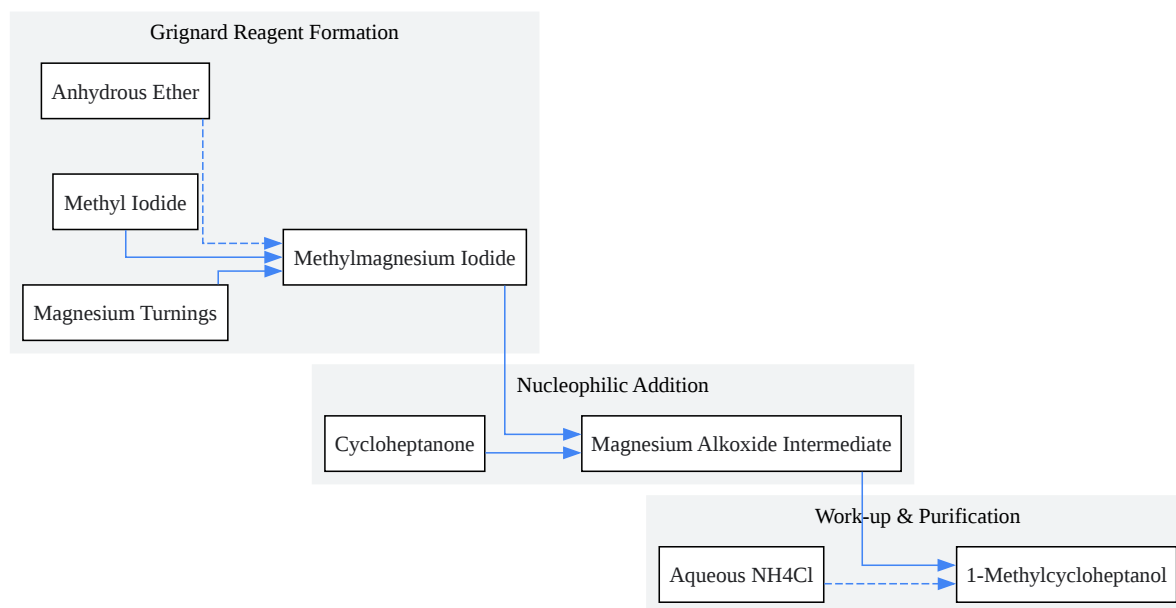 Grignard Reagent Formation
Anhydrous Ether
Methyl Iodide
Methylmagnesium Iodide
Magnesium Turnings
Nucleophilic Addition
Cycloheptanone
Magnesium Alkoxide Intermediate
Work-up & Purification
Aqueous NH4Cl
1-Methylcycloheptanol